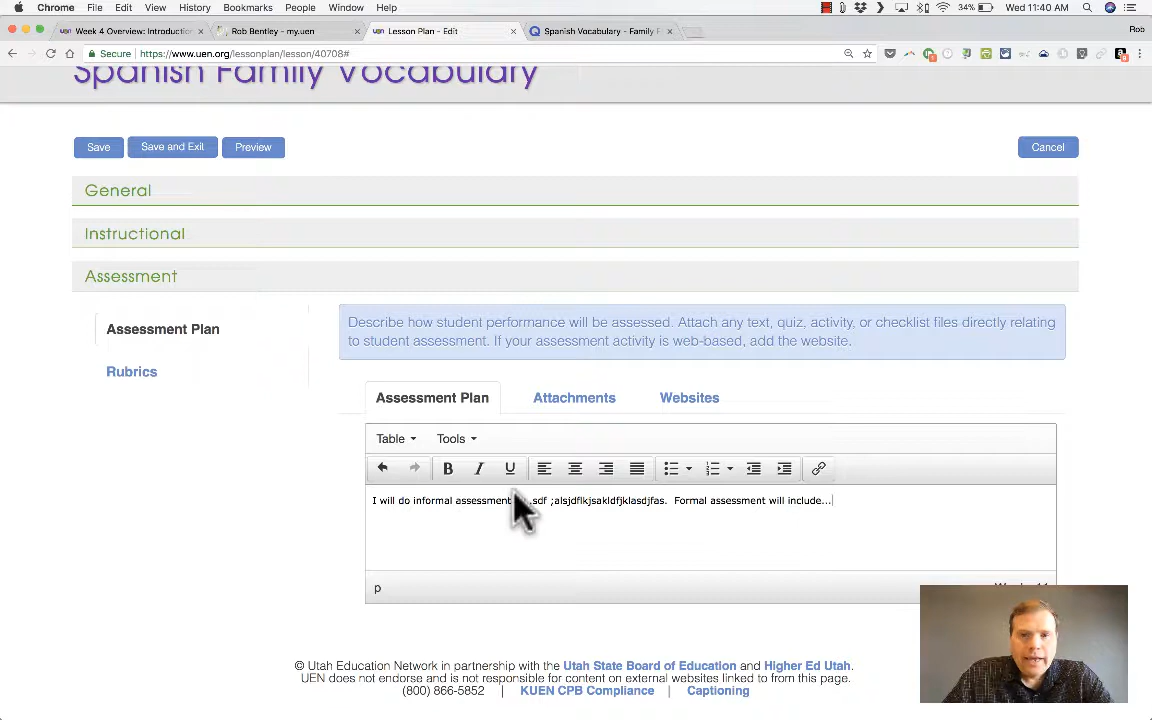 Chrome File Edit View History Bookmarks People Window Help 34% Wed 11:40 AM
uen Week 4 Overview: Introduction × Rob Bentley - my.uen × uen Lesson Plan - Edit × Spanish Vocabulary - Family F × Rob
Secure https://www.uen.org/lessonplan/lesson/40708#
Spanish Family Vocabulary
Save Save and Exit Preview Cancel
General
Instructional
Assessment
Assessment Plan
Rubrics
Describe how student performance will be assessed. Attach any text, quiz, activity, or checklist files directly relating
to student assessment. If your assessment activity is web-based, add the website.
Assessment Plan Attachments Websites
Table Tools
B I U
I will do informal assessment .sdf ;alsjdflkjsakldfjklasdjfas. Formal assessment will include...
p
© Utah Education Network in partnership with the Utah State Board of Education and Higher Ed Utah.
UEN does not endorse and is not responsible for content on external websites linked to from this page.
(800) 866-5852 | KUEN CPB Compliance | Captioning